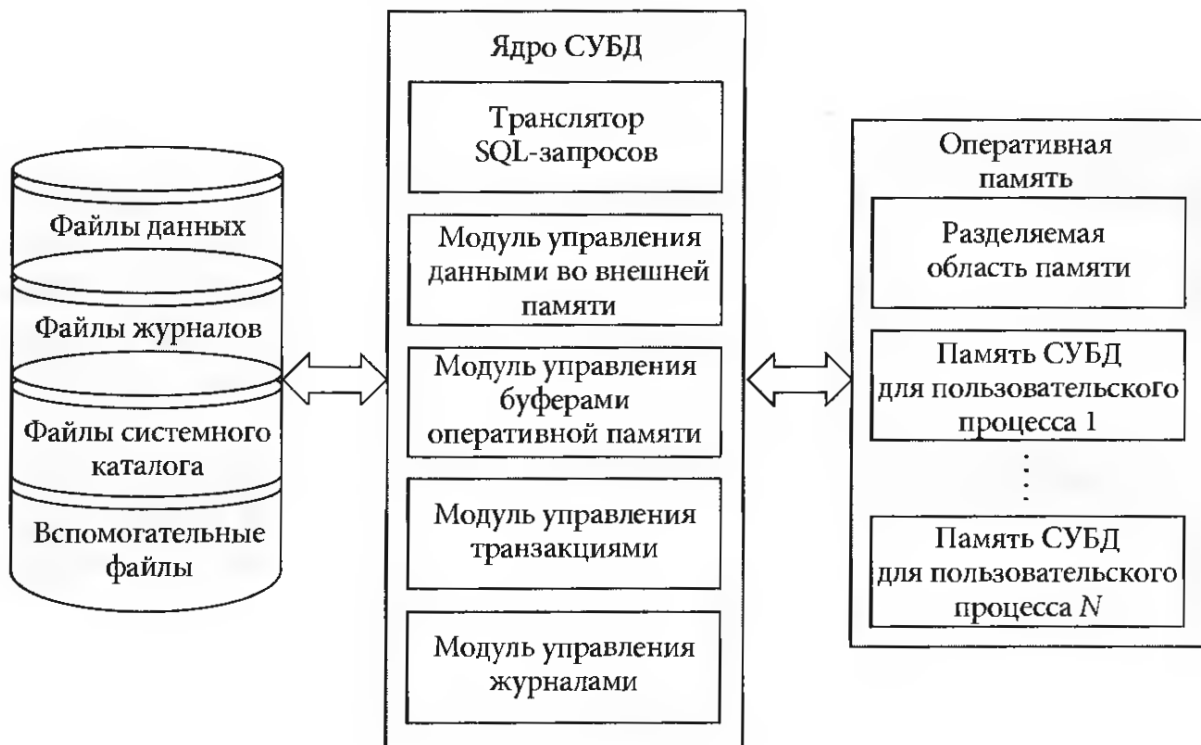 Файлы данных
Файлы журналов
Файлы системного
каталога
Вспомогательные
файлы
Ядро СУБД
Транслятор
SQL-запросов
Модуль управления
данными во внешней
памяти
Модуль управления
буферами
оперативной памяти
Модуль управления
транзакциями
Модуль управления
журналами
Оперативная
память
Разделяемая
область памяти
Память СУБД
для пользовательского
процесса 1
Память СУБД
для пользовательского
процесса N